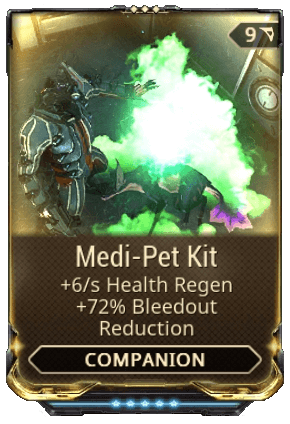 9
Medi-Pet Kit
+6/s Health Regen
+72% Bleedout
Reduction
COMPANION